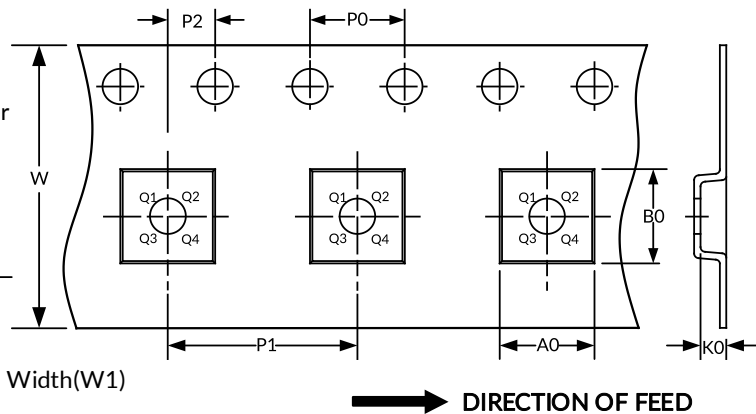 P2
P0
r
W
Q1 Q2
Q3 Q4
Q1 Q2
Q3 Q4
Q1 Q2
Q3 Q4
B0
P1
A0
K0
Width(W1)
DIRECTION OF FEED